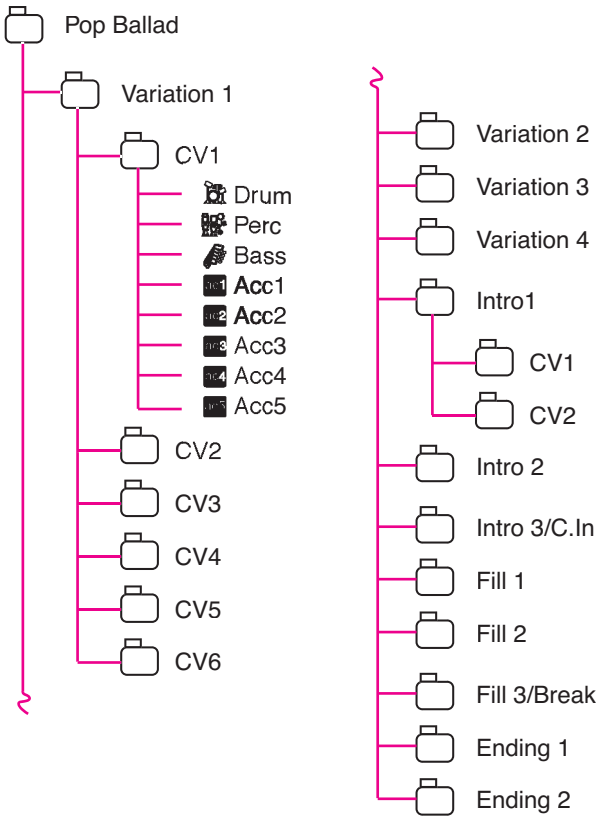 Pop Ballad
Variation 1
CV1
Drum
Perc
Bass
Acc1
Acc2
Acc3
Acc4
Acc5
CV2
CV3
CV4
CV5
CV6
Variation 2
Variation 3
Variation 4
Intro1
CV1
CV2
Intro 2
Intro 3/C.In
Fill 1
Fill 2
Fill 3/Break
Ending 1
Ending 2